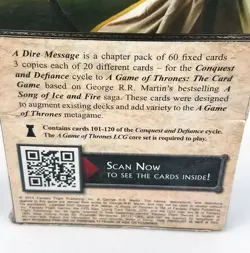 A Dire Message is a chapter pack of 60 fixed cards –
3 copies each of 20 different cards – for the Conquest
and Defiance cycle to A Game of Thrones: The Card
Game based on George R.R. Martin's bestselling A
Song of Ice and Fire saga. These cards were designed
to augment existing decks and add variety to the A Game
of Thrones metagame.
Contains cards 101-120 of the Conquest and Defiance cycle.
The A Game of Thrones LCG core set is required to play.
SCAN NOW
TO SEE THE CARDS INSIDE!